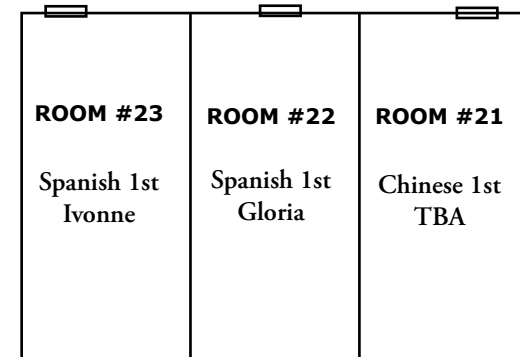 ROOM #23
Spanish 1st
Ivonne
ROOM #22
Spanish 1st
Gloria
ROOM #21
Chinese 1st
TBA